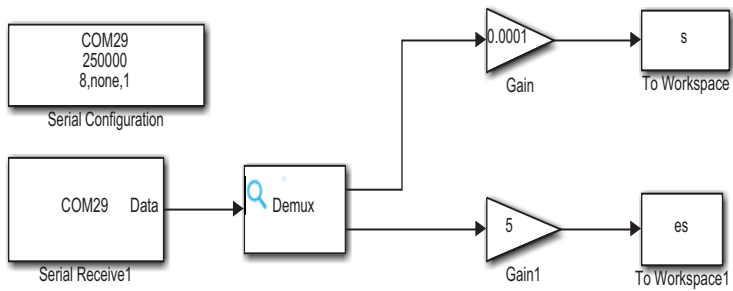 COM29
250000
8,none,1
Serial Configuration
COM29 Data
Serial Receive1
Demux
0.0001
Gain
s
To Workspace
5
Gain1
es
To Workspace1